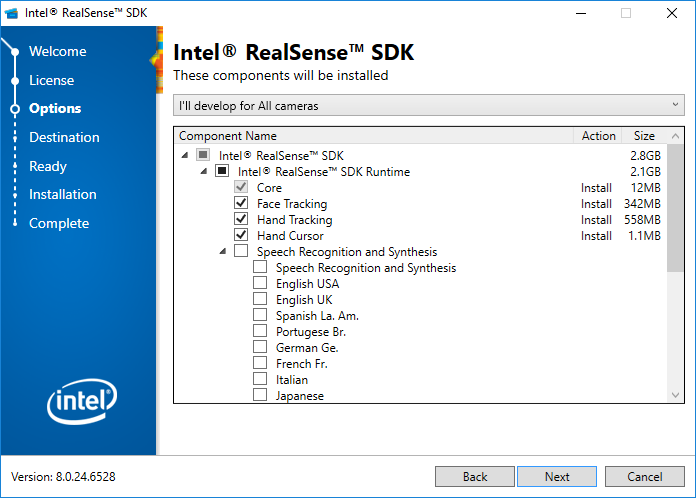 Intel® RealSense™ SDK
Welcome
License
Options
Destination
Ready
Installation
Complete
intel
Intel® RealSense™ SDK
These components will be installed
I'll develop for All cameras
Component Name Action Size
Intel® RealSense™ SDK 2.8GB
Intel® RealSense™ SDK Runtime 2.1GB
Core Install 12MB
Face Tracking Install 342MB
Hand Tracking Install 558MB
Hand Cursor Install 1.1MB
Speech Recognition and Synthesis
Speech Recognition and Synthesis
English USA
English UK
Spanish La. Am.
Portugese Br.
German Ge.
French Fr.
Italian
Japanese
Version: 8.0.24.6528
Back Next Cancel